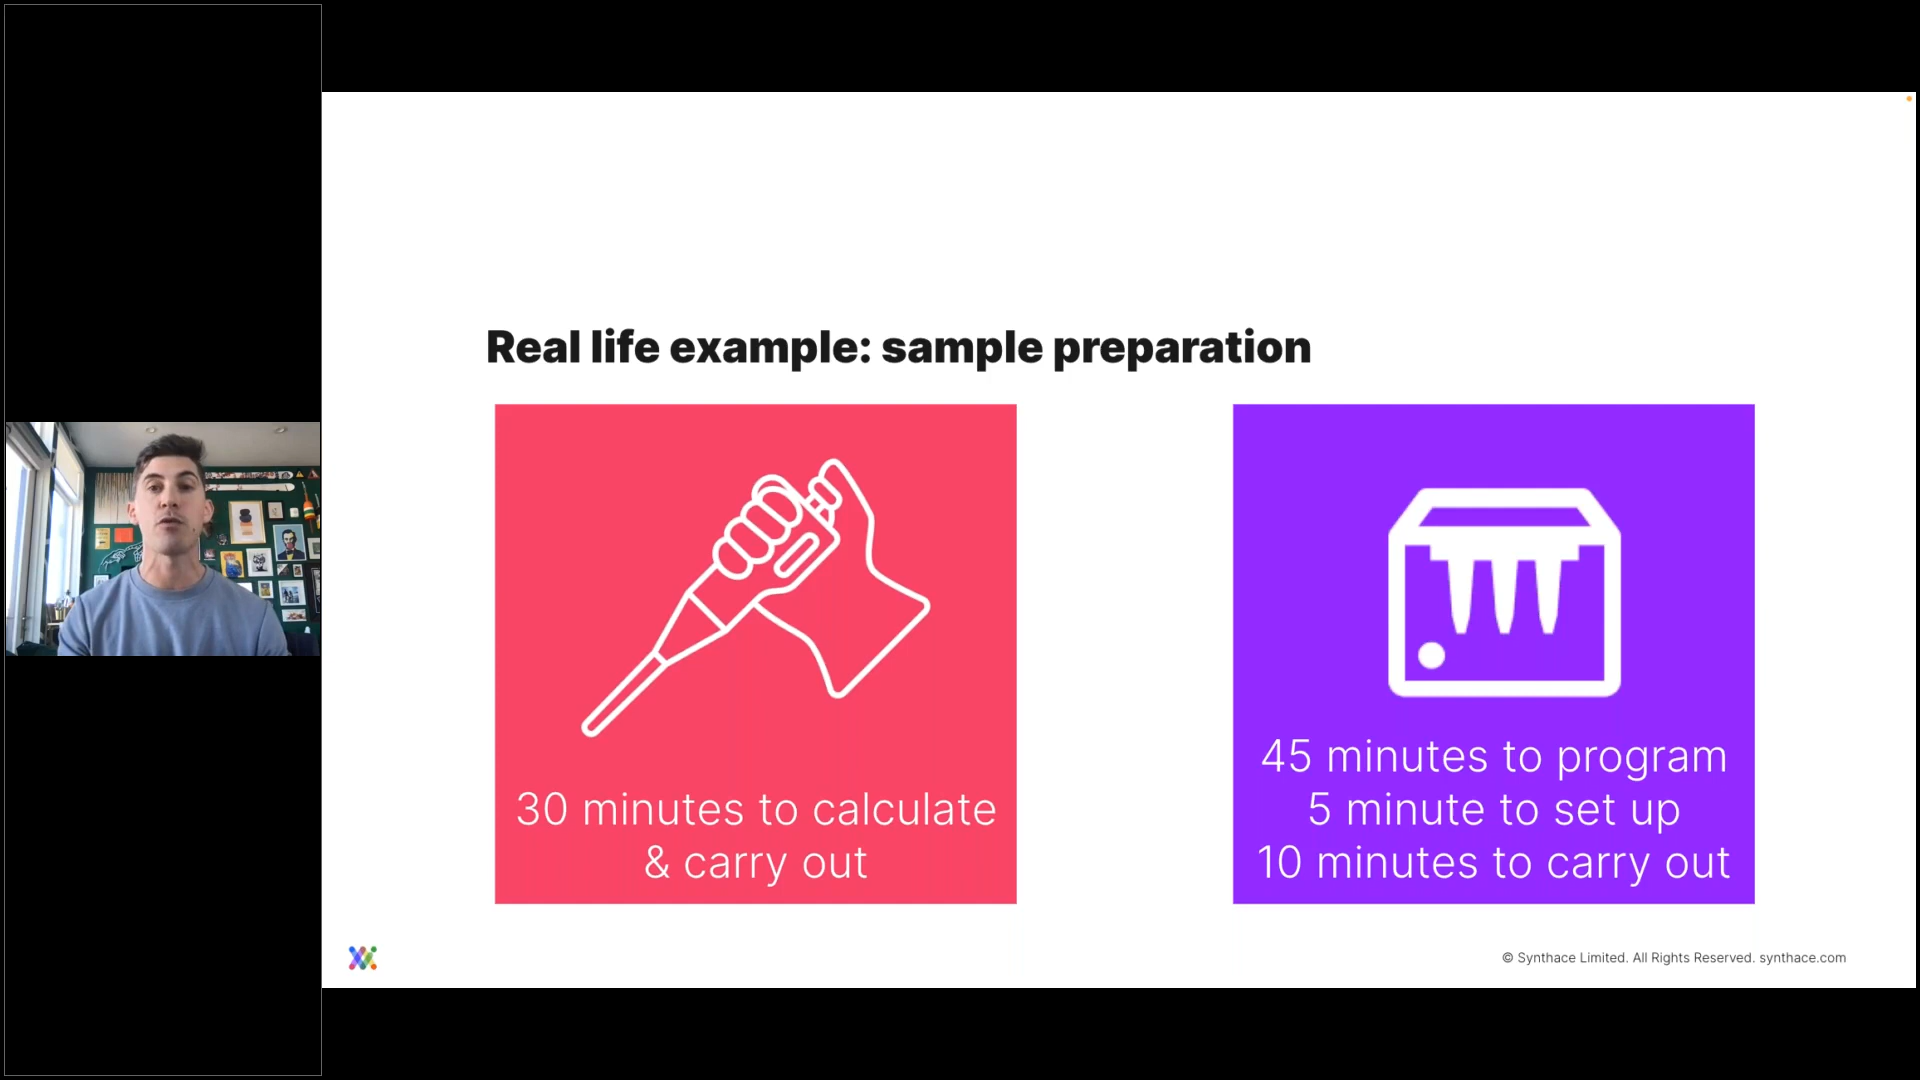 Real life example: sample preparation
30 minutes to calculate
& carry out
45 minutes to program
5 minute to set up
10 minutes to carry out
© Synthace Limited. All Rights Reserved. synthace.com